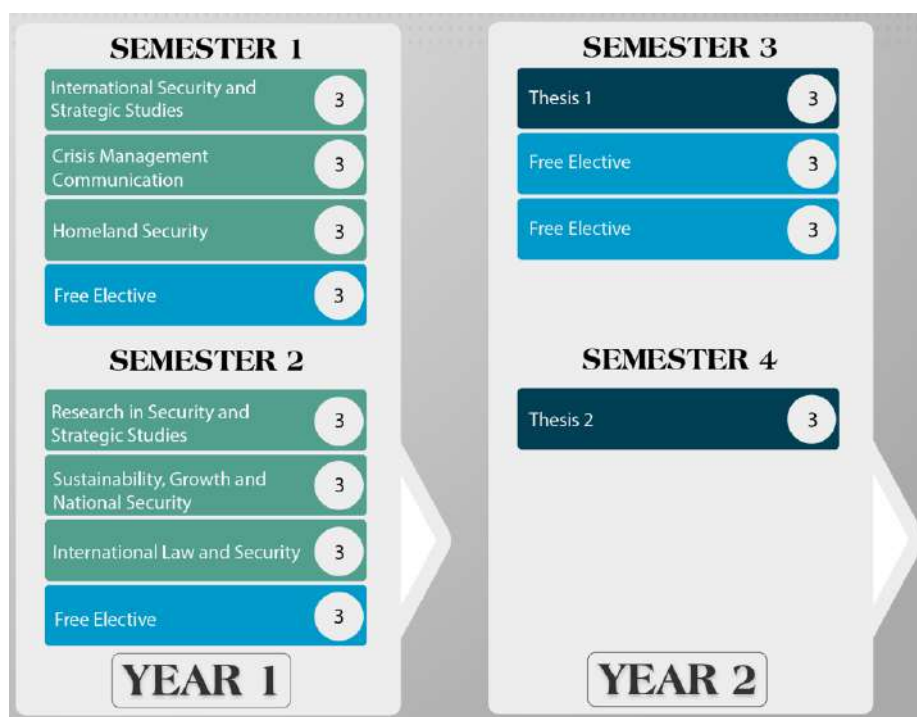 SEMESTER 1
International Security and
Strategic Studies
3
Crisis Management
Communication
3
Homeland Security
3
Free Elective
3
SEMESTER 2
Research in Security and
Strategic Studies
3
Sustainability, Growth and
National Security
3
International Law and Security
3
Free Elective
3
YEAR 1
SEMESTER 3
Thesis 1
3
Free Elective
3
Free Elective
3
SEMESTER 4
Thesis 2
3
YEAR 2